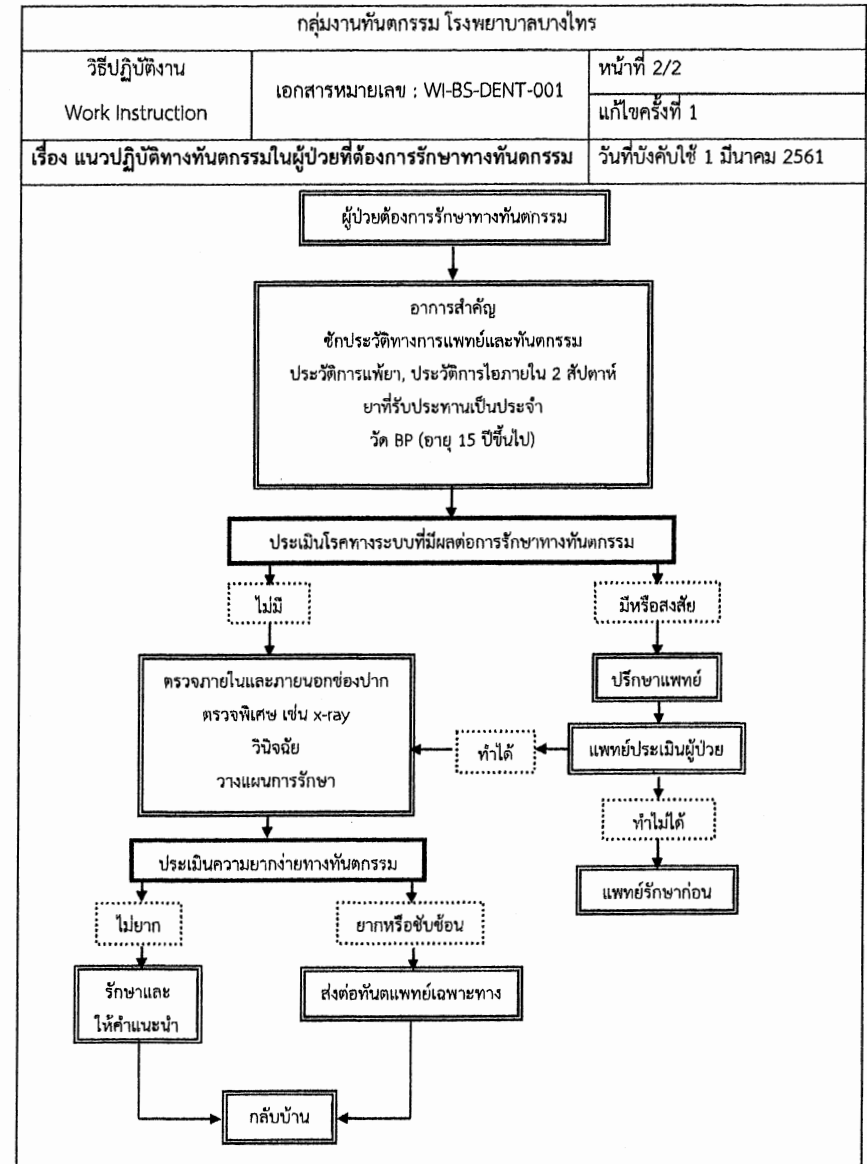 กลุ่มงานทันตกรรม โรงพยาบาลบางไทร
วิธีปฏิบัติงาน
Work Instruction
เอกสารหมายเลข : WI-BS-DENT-001
หน้าที่ 2/2
แก้ไขครั้งที่ 1
เรื่อง แนวปฏิบัติทางทันตกรรมในผู้ป่วยที่ต้องการรักษาทางทันตกรรม
วันที่บังคับใช้ 1 มีนาคม 2561
ผู้ป่วยต้องการรักษาทางทันตกรรม
อาการสำคัญ
ซักประวัติทางการแพทย์และทันตกรรม
ประวัติการแพ้ยา, ประวัติการไอภายใน 2 สัปดาห์
ยาที่รับประทานเป็นประจำ
วัด BP (อายุ 15 ปีขึ้นไป)
ประเมินโรคทางระบบที่มีผลต่อการรักษาทางทันตกรรม
ไม่มี
มีหรือสงสัย
ตรวจภายในและภายนอกช่องปาก
ตรวจพิเศษ เช่น x-ray
วินิจฉัย
วางแผนการรักษา
ปรึกษาแพทย์
ทำได้
แพทย์ประเมินผู้ป่วย
ทำไม่ได้
แพทย์รักษาก่อน
ประเมินความยากง่ายทางทันตกรรม
ไม่ยาก
ยากหรือซับซ้อน
รักษาและ
ให้คำแนะนำ
ส่งต่อทันตแพทย์เฉพาะทาง
กลับบ้าน